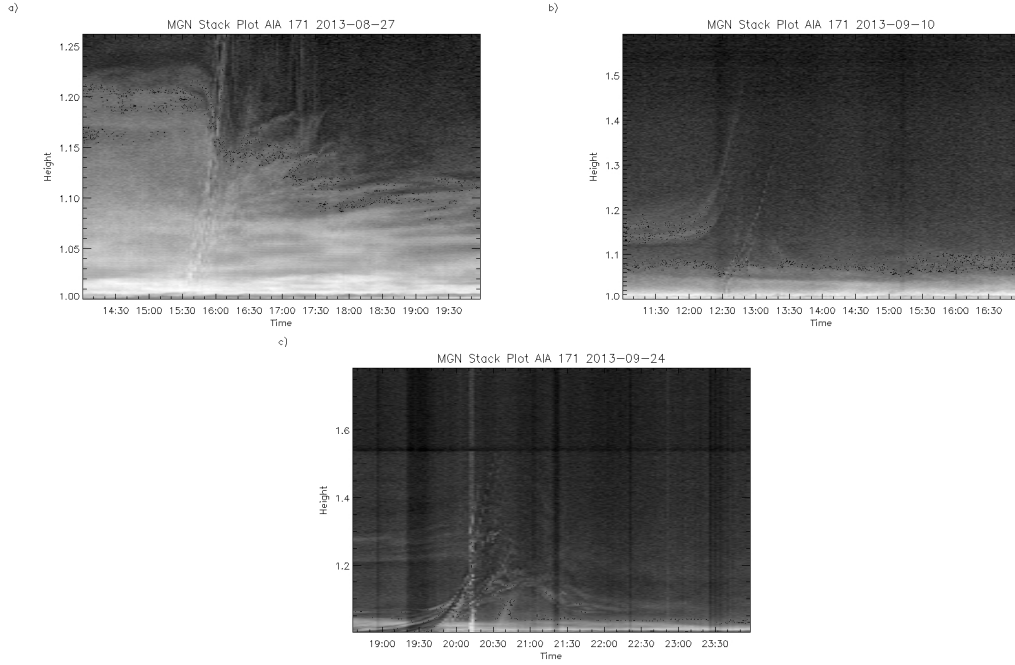 a)
MGN Stack Plot AIA 171 2013-08-27
1.25
1.20
1.15
1.10
1.05
1.00
Height
14:30 15:00 15:30 16:00 16:30 17:00 17:30 18:00 18:30 19:00 19:30
Time
b)
MGN Stack Plot AIA 171 2013-09-10
1.5
1.4
1.3
1.2
1.1
1.0
Height
11:30 12:00 12:30 13:00 13:30 14:00 14:30 15:00 15:30 16:00 16:30
Time
c)
MGN Stack Plot AIA 171 2013-09-24
1.6
1.4
1.2
Height
19:00 19:30 20:00 20:30 21:00 21:30 22:00 22:30 23:00 23:30
Time